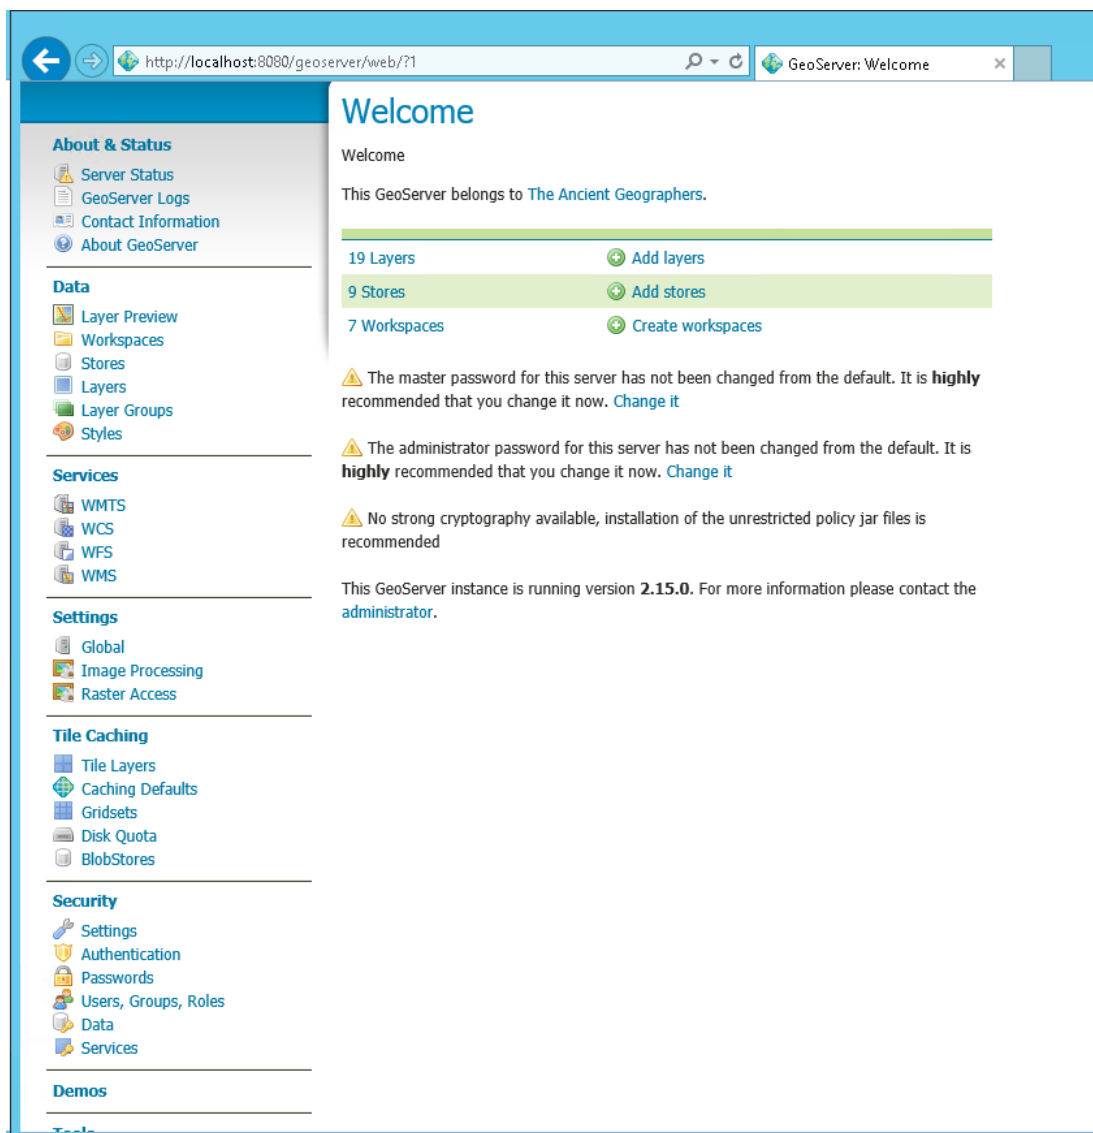 http://localhost:8080/geoserver/web/?1
GeoServer: Welcome
About & Status
Server Status
GeoServer Logs
Contact Information
About GeoServer
Data
Layer Preview
Workspaces
Stores
Layers
Layer Groups
Styles
Services
WMTS
WCS
WFS
WMS
Settings
Global
Image Processing
Raster Access
Tile Caching
Tile Layers
Caching Defaults
Gridsets
Disk Quota
BlobStores
Security
Settings
Authentication
Passwords
Users, Groups, Roles
Data
Services
Demos
Welcome
Welcome
This GeoServer belongs to The Ancient Geographers.
19 Layers Add layers
9 Stores Add stores
7 Workspaces Create workspaces
The master password for this server has not been changed from the default. It is highly
recommended that you change it now. Change it
The administrator password for this server has not been changed from the default. It is
highly recommended that you change it now. Change it
No strong cryptography available, installation of the unrestricted policy jar files is
recommended
This GeoServer instance is running version 2.15.0. For more information please contact the
administrator.